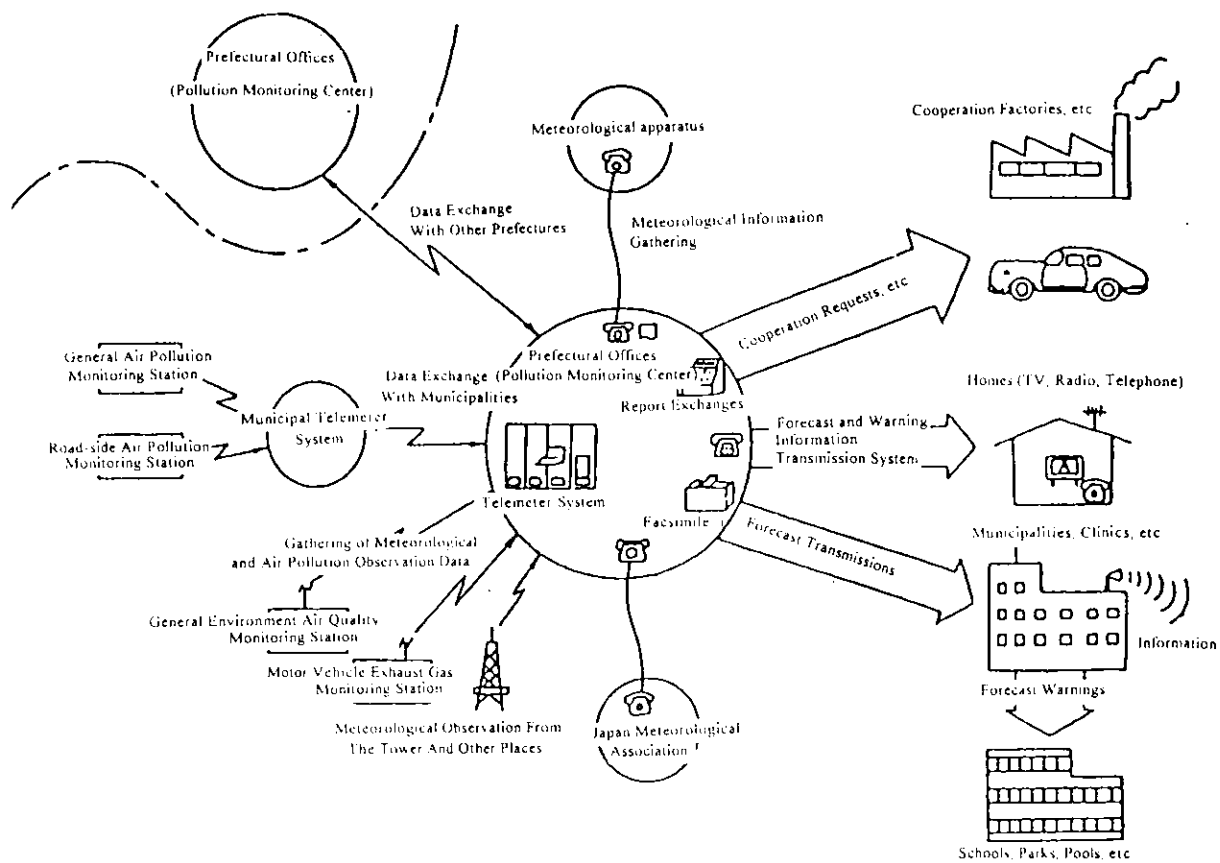 Prefectural Offices
(Pollution Monitoring Center)
Meteorological apparatus
Cooperation Factories, etc
Data Exchange
With Other Prefectures
Meteorological Information
Gathering
Cooperation Requests, etc
General Air Pollution
Monitoring Station
Municipal Telemeter
System
Road-side Air Pollution
Monitoring Station
Data Exchange
With Municipalities
Prefectural Offices
(Pollution Monitoring Center)
Report Exchanges
Homes (TV, Radio, Telephone)
Forecast and Warning
Information
Transmission System
Telemeter System
Facsimile
Forecast Transmissions
Municipalities, Clinics, etc
Gathering of Meteorological
and Air Pollution Observation Data
General Environment Air Quality
Monitoring Station
Motor Vehicle Exhaust Gas
Monitoring Station
Meteorological Observation From
The Tower And Other Places
Japan Meteorological
Association
Information
Forecast Warnings
Schools, Parks, Pools, etc